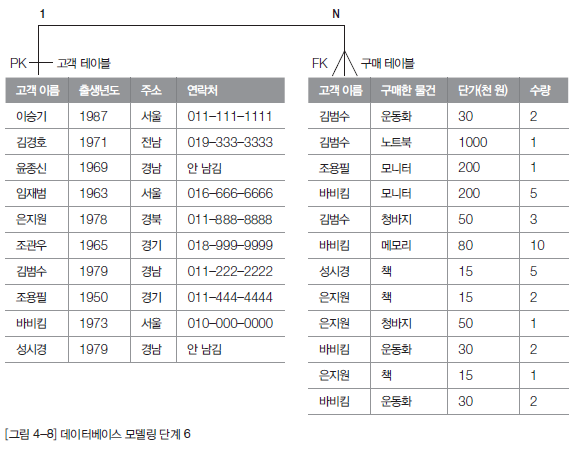 1 N
PK 고객 테이블 FK 구매 테이블
고객 이름 출생년도 주소 연락처
이승기 1987 서울 011-111-1111
김경호 1971 전남 019-333-3333
윤종신 1969 경남 안 남김
임재범 1963 서울 016-666-6666
은지원 1978 경북 011-888-8888
조관우 1965 경기 018-999-9999
김범수 1979 경남 011-222-2222
조용필 1950 경기 011-444-4444
바비킴 1973 서울 010-000-0000
성시경 1979 경남 안 남김
고객 이름 구매한 물건 단가(천 원) 수량
김범수 운동화 30 2
김범수 노트북 1000 1
조용필 모니터 200 1
바비킴 모니터 200 5
김범수 청바지 50 3
바비킴 메모리 80 10
성시경 책 15 5
은지원 책 15 2
은지원 청바지 50 1
바비킴 운동화 30 2
은지원 책 15 1
바비킴 운동화 30 2
[그림 4-8] 데이터베이스 모델링 단계 6